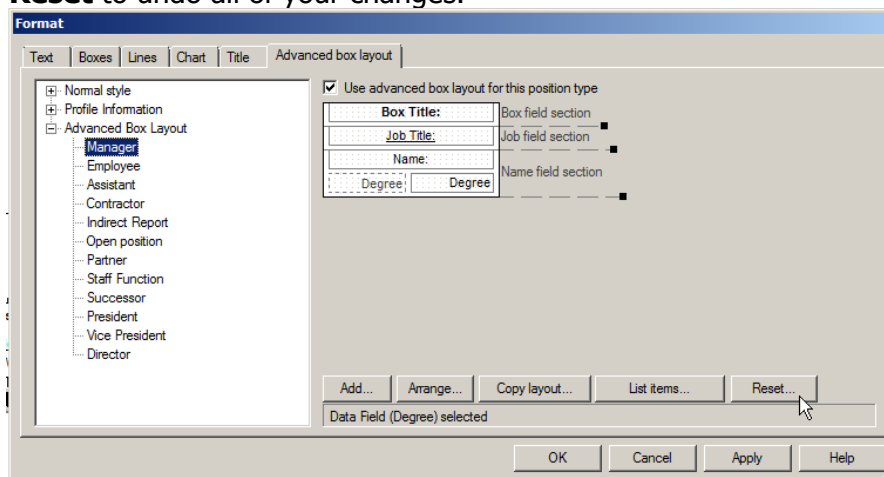 Reset to undo all of your changes.
Format
Text Boxes Lines Chart Title Advanced box layout
Normal style
Profile Information
Advanced Box Layout
Manager
Employee
Assistant
Contractor
Indirect Report
Open position
Partner
Staff Function
Successor
President
Vice President
Director
Use advanced box layout for this position type
Box Title: Box field section
Job Title: Job field section
Name: Name field section
Degree Degree
Add... Arrange... Copy layout... List items... Reset...
Data Field (Degree) selected
OK Cancel Apply Help